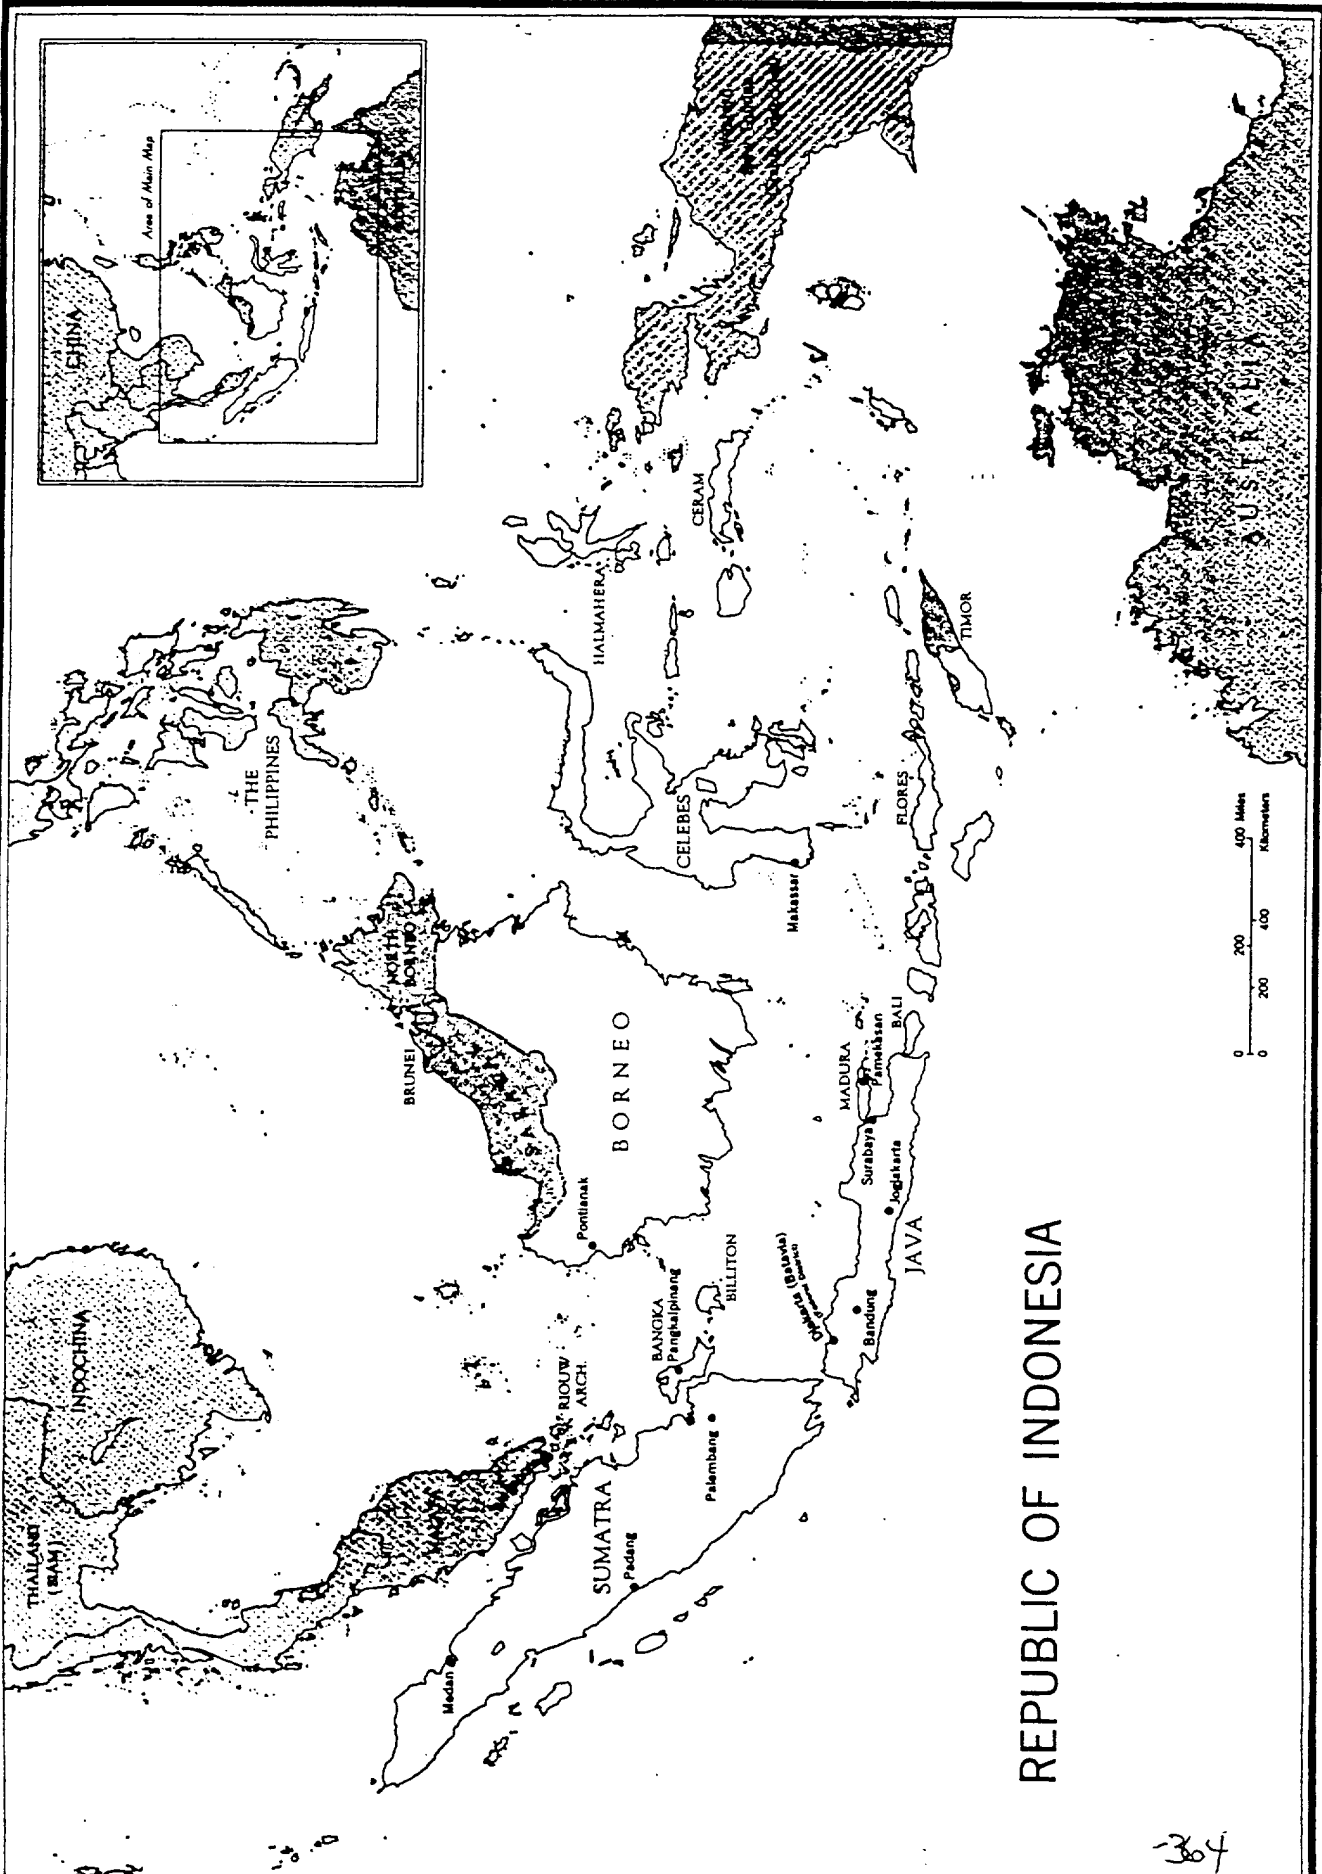 Area of Main Map
CHINA
THE
PHILIPPINES
THAILAND
(SIAM)
INDOCHINA
MALAYA
NORTH
BORNEO
BRUNEI
BORNEO
Pontianak
HALMAHERA
CERAM
CELEBES
Makassar
SUMATRA
Medan
Padang
Palembang
RIOUW
ARCH.
BANGKA
Pangkalpinang
BILLITON
Djakarta (Batavia)
Bandung
Jogjakarta
Surabaya
JAVA
MADURA
Pamekasan
BALI
FLORES
TIMOR
AUSTRALIA
0 200 400 Miles
0 200 400 Kilometers
REPUBLIC OF INDONESIA
-364